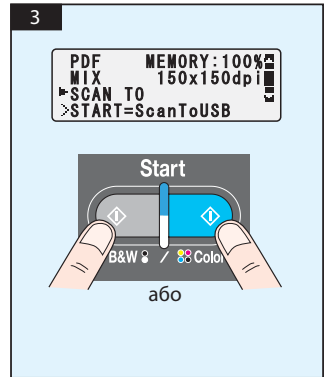 3
PDF MEMORY:100%
MIX 150x150dpi
SCAN TO
>START=ScanToUSB
Start
B&W / Color
або